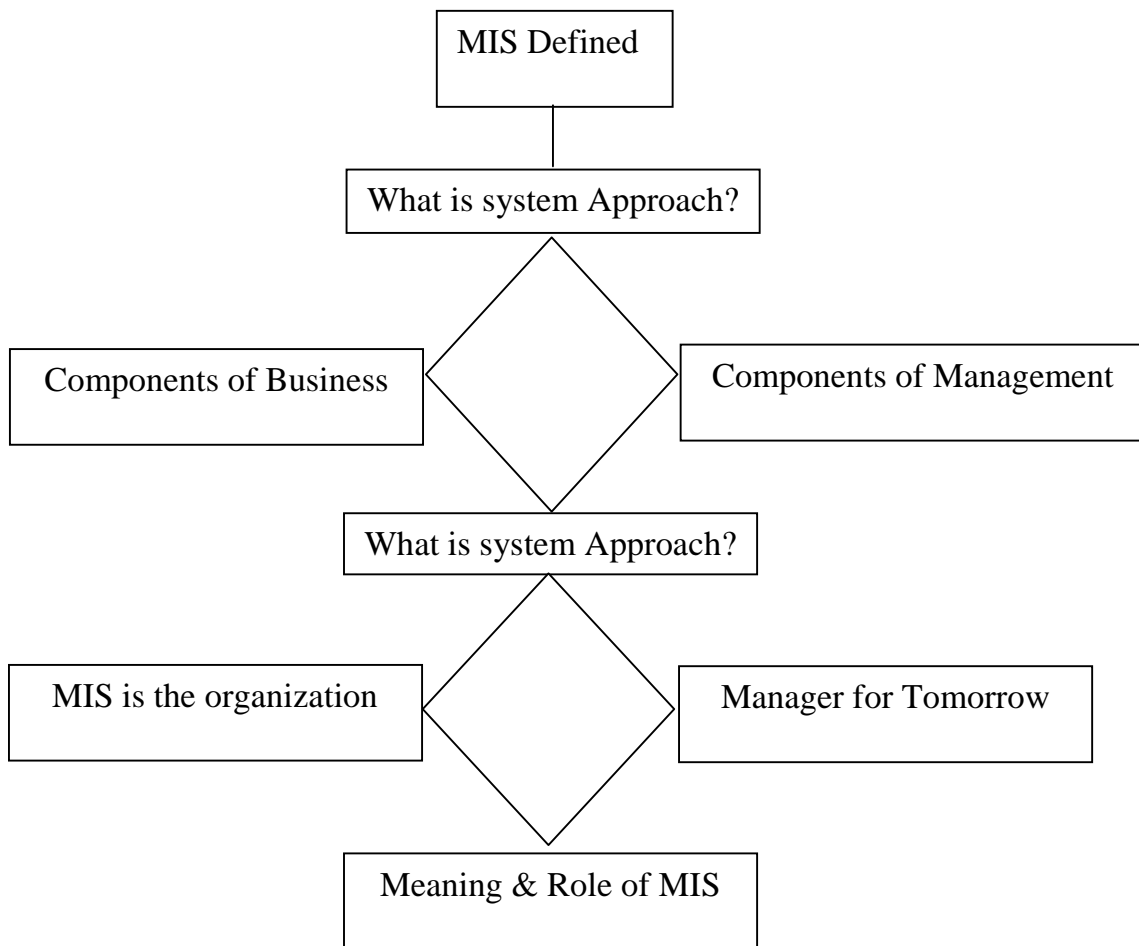 MIS Defined
What is system Approach?
Components of Business
Components of Management
What is system Approach?
MIS is the organization
Manager for Tomorrow
Meaning & Role of MIS